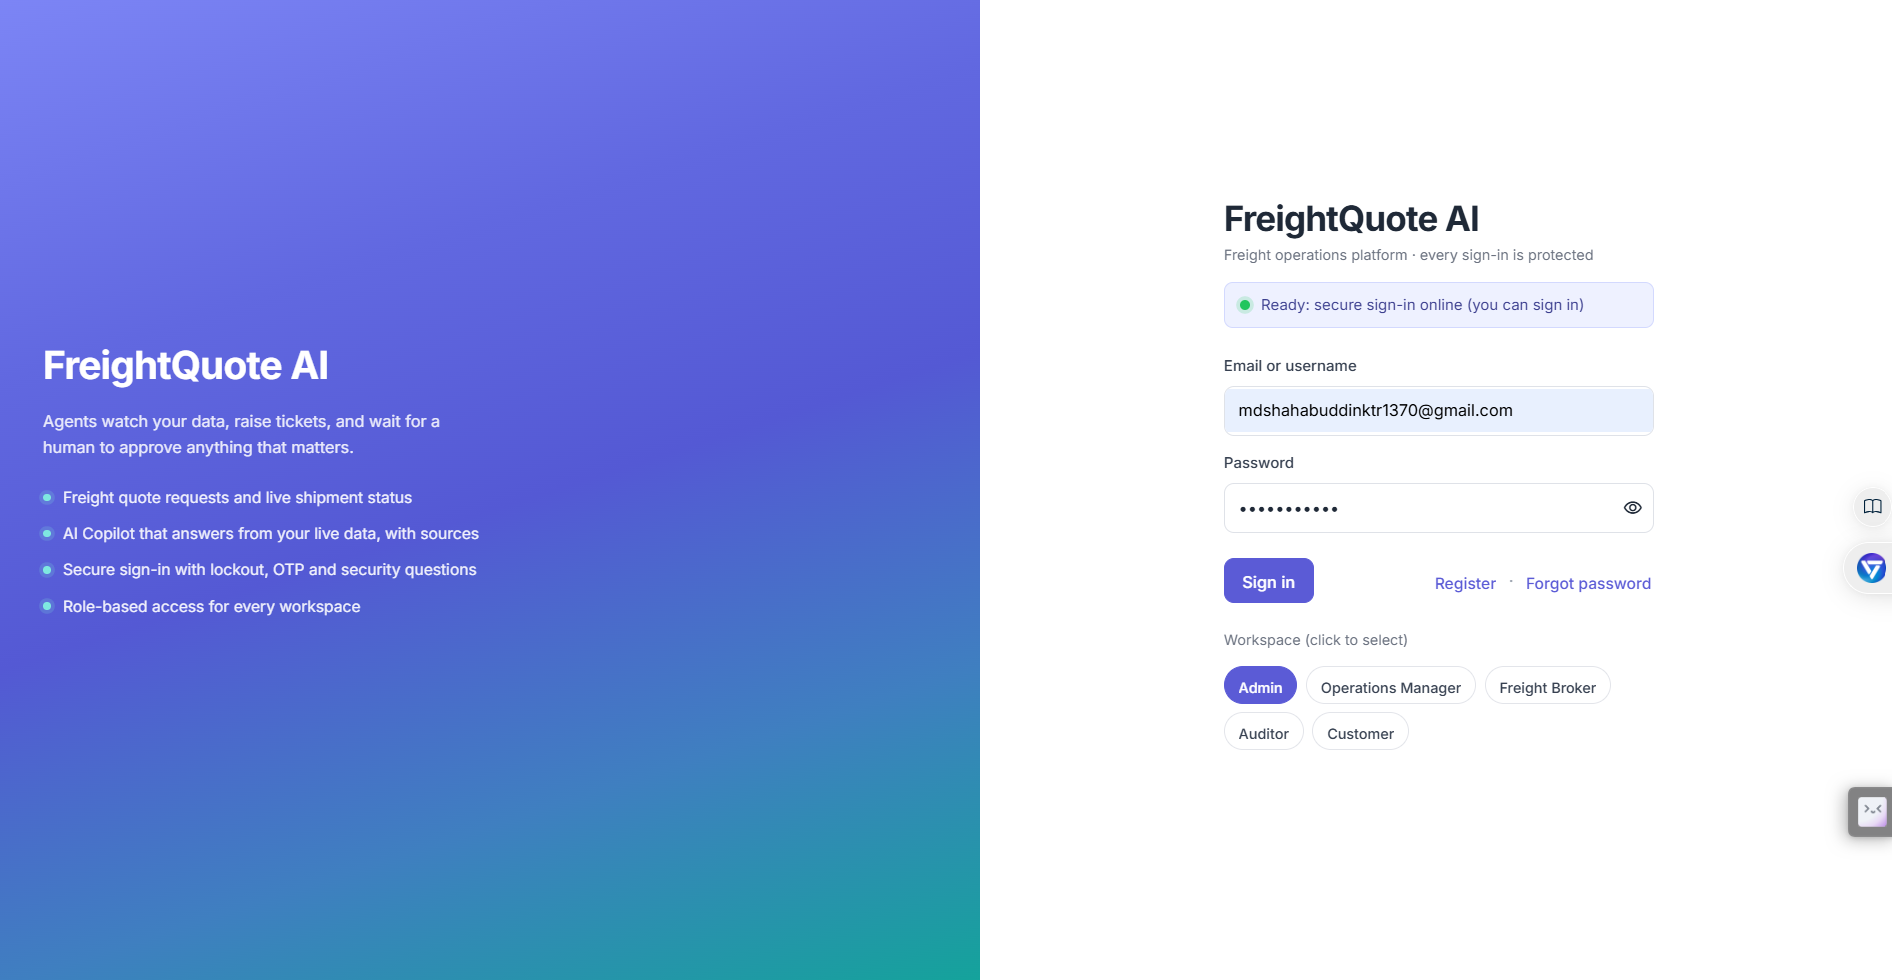 FreightQuote AI
Agents watch your data, raise tickets, and wait for a
human to approve anything that matters.
Freight quote requests and live shipment status
AI Copilot that answers from your live data, with sources
Secure sign-in with lockout, OTP and security questions
Role-based access for every workspace
FreightQuote AI
Freight operations platform · every sign-in is protected
Ready: secure sign-in online (you can sign in)
Email or username
mdshahabuddinktr1370@gmail.com
Password
•••••••••••
Sign in
Register · Forgot password
Workspace (click to select)
Admin Operations Manager Freight Broker
Auditor Customer